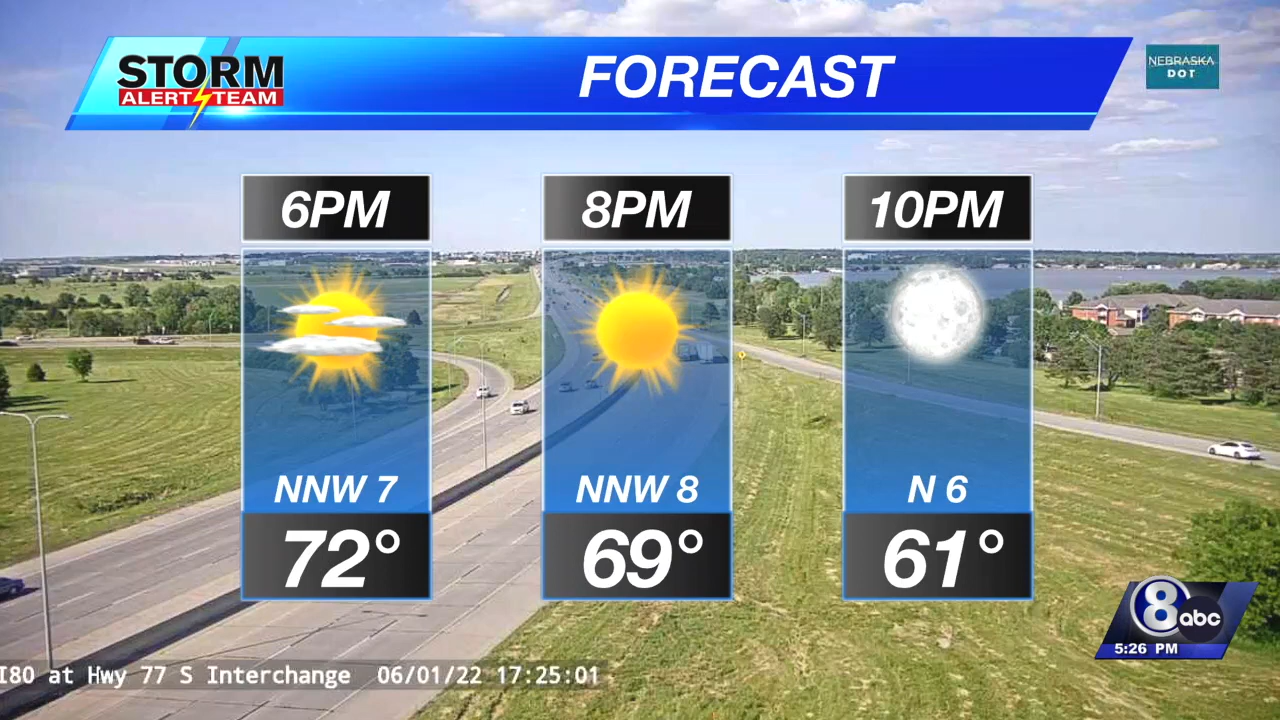 STORM
ALERT TEAM
FORECAST
NEBRASKA
DOT
6PM
8PM
10PM
NNW 7
NNW 8
N 6
72°
69°
61°
8 abc
5:26 PM
I80 at Hwy 77 S Interchange 06/01/22 17:25:01